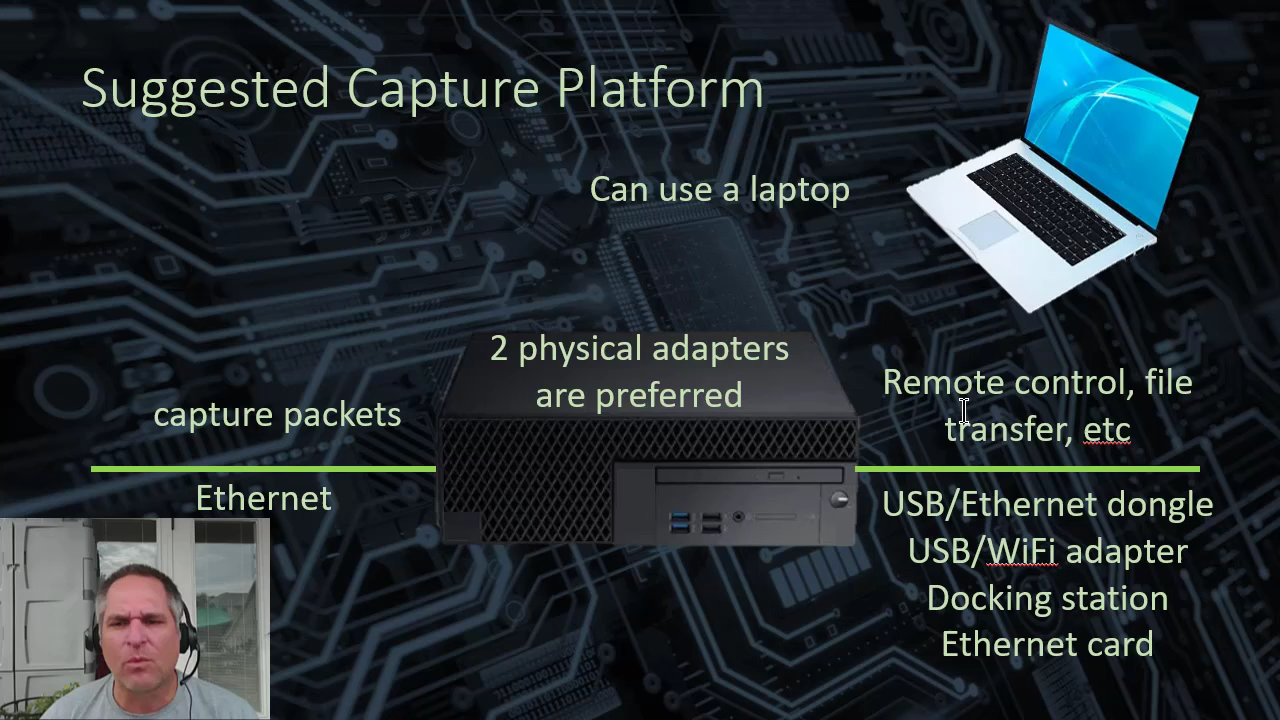 Suggested Capture Platform
Can use a laptop
2 physical adapters
are preferred
capture packets
Ethernet
Remote control, file
transfer, etc
USB/Ethernet dongle
USB/WiFi adapter
Docking station
Ethernet card